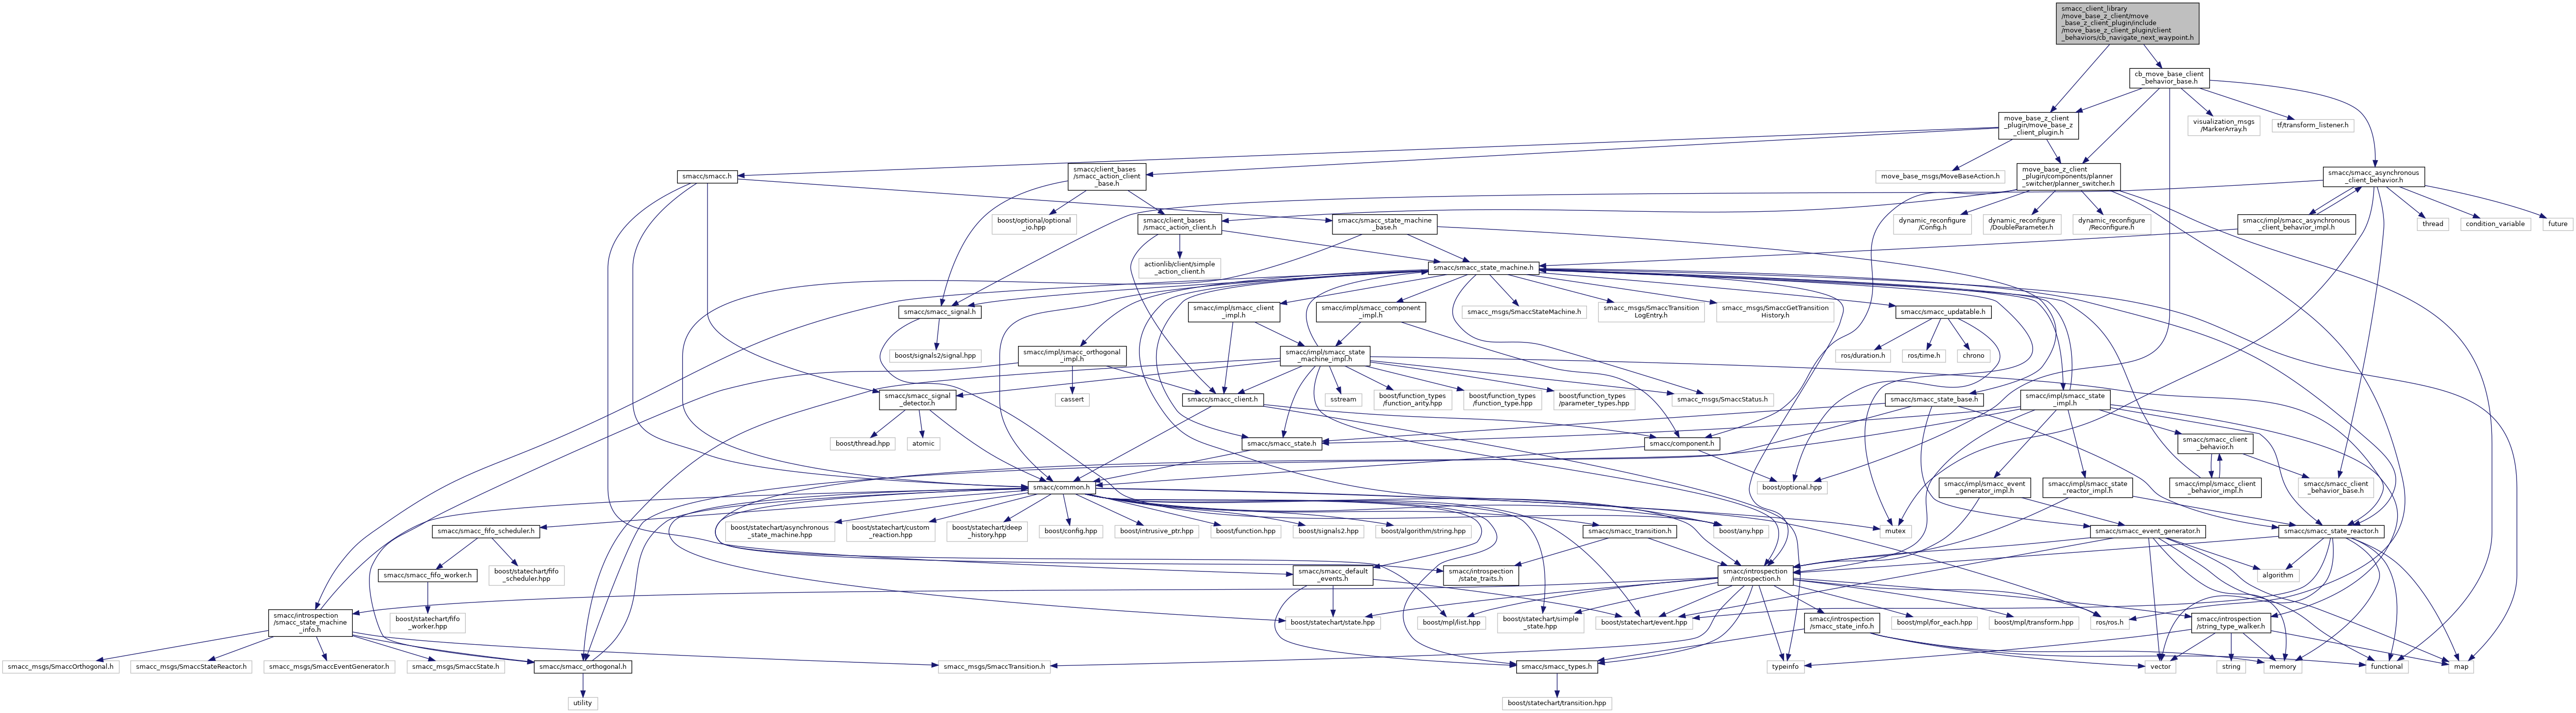 smacc_client_library
/move_base_z_client/move
_base_z_client_plugin/include
/move_base_z_client_plugin/client
_behaviors/cb_navigate_next_waypoint.h
cb_move_base_client
_behavior_base.h
move_base_z_client
_plugin/move_base_z
_client_plugin.h
visualization_msgs
/MarkerArray.h
tf/transform_listener.h
smacc/smacc.h
smacc/client_bases
/smacc_action_client
_base.h
move_base_msgs/MoveBaseAction.h
move_base_z_client
_plugin/components/planner
_switcher/planner_switcher.h
smacc/smacc_asynchronous
_client_behavior.h
boost/optional/optional
_io.hpp
smacc/client_bases
/smacc_action_client.h
smacc/smacc_state_machine
_base.h
dynamic_reconfigure
/Config.h
dynamic_reconfigure
/DoubleParameter.h
dynamic_reconfigure
/Reconfigure.h
smacc/impl/smacc_asynchronous
_client_behavior_impl.h
thread
condition_variable
future
actionlib/client/simple
_action_client.h
smacc/smacc_state_machine.h
smacc/smacc_signal.h
smacc/impl/smacc_client
_impl.h
smacc/impl/smacc_component
_impl.h
smacc_msgs/SmaccStateMachine.h
smacc_msgs/SmaccTransition
LogEntry.h
smacc_msgs/SmaccGetTransition
History.h
smacc/smacc_updatable.h
boost/signals2/signal.hpp
smacc/impl/smacc_orthogonal
_impl.h
smacc/impl/smacc_state
_machine_impl.h
ros/duration.h
ros/time.h
chrono
smacc/smacc_signal
_detector.h
cassert
smacc/smacc_client.h
sstream
boost/function_types
/function_arity.hpp
boost/function_types
/function_type.hpp
boost/function_types
/parameter_types.hpp
smacc_msgs/SmaccStatus.h
smacc/smacc_state_base.h
smacc/impl/smacc_state
_impl.h
boost/thread.hpp
atomic
smacc/smacc_state.h
smacc/component.h
smacc/smacc_client
_behavior.h
smacc/common.h
boost/optional.hpp
smacc/impl/smacc_event
_generator_impl.h
smacc/impl/smacc_state
_reactor_impl.h
smacc/impl/smacc_client
_behavior_impl.h
smacc/smacc_client
_behavior_base.h
smacc/smacc_fifo_scheduler.h
boost/statechart/asynchronous
_state_machine.hpp
boost/statechart/custom
_reaction.hpp
boost/statechart/deep
_history.hpp
boost/config.hpp
boost/intrusive_ptr.hpp
boost/function.hpp
boost/signals2.hpp
boost/algorithm/string.hpp
smacc/smacc_transition.h
boost/any.hpp
mutex
smacc/smacc_event_generator.h
smacc/smacc_state_reactor.h
smacc/smacc_fifo_worker.h
boost/statechart/fifo
_scheduler.hpp
smacc/smacc_default
_events.h
smacc/introspection
/state_traits.h
smacc/introspection
/introspection.h
algorithm
smacc/introspection
/smacc_state_machine
_info.h
boost/statechart/fifo
_worker.hpp
boost/statechart/state.hpp
boost/mpl/list.hpp
boost/statechart/simple
_state.hpp
boost/statechart/event.hpp
smacc/introspection
/smacc_state_info.h
boost/mpl/for_each.hpp
boost/mpl/transform.hpp
ros/ros.h
smacc/introspection
/string_type_walker.h
smacc_msgs/SmaccOrthogonal.h
smacc_msgs/SmaccStateReactor.h
smacc_msgs/SmaccEventGenerator.h
smacc_msgs/SmaccState.h
smacc/smacc_orthogonal.h
smacc_msgs/SmaccTransition.h
smacc/smacc_types.h
typeinfo
vector
string
memory
functional
map
utility
boost/statechart/transition.hpp